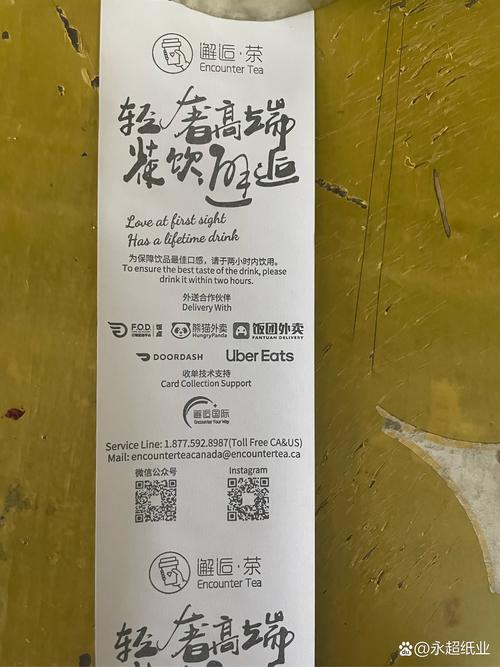 邂逅·茶
Encounter Tea
轻奢高端
茶饮邂逅
Love at first sight
Has a lifetime drink
为保障饮品最佳口感，请于两小时内饮用。
To ensure the best taste of the drink, please
drink it within two hours.
外送合作伙伴
Delivery With
F.O.D. 饭点 熊猫外卖 HungryPanda 饭团外卖 FANTUAN DELIVERY
DOORDASH Uber Eats
收单技术支持
Card Collection Support
邂逅国际
Encounter Your Way
Service Line: 1.877.592.8987(Toll Free CA&US)
Mail: encounterteacanada@encountertea.ca
微信公众号 Instagram
邂逅·茶
Encounter Tea
轻奢高端
@永超纸业